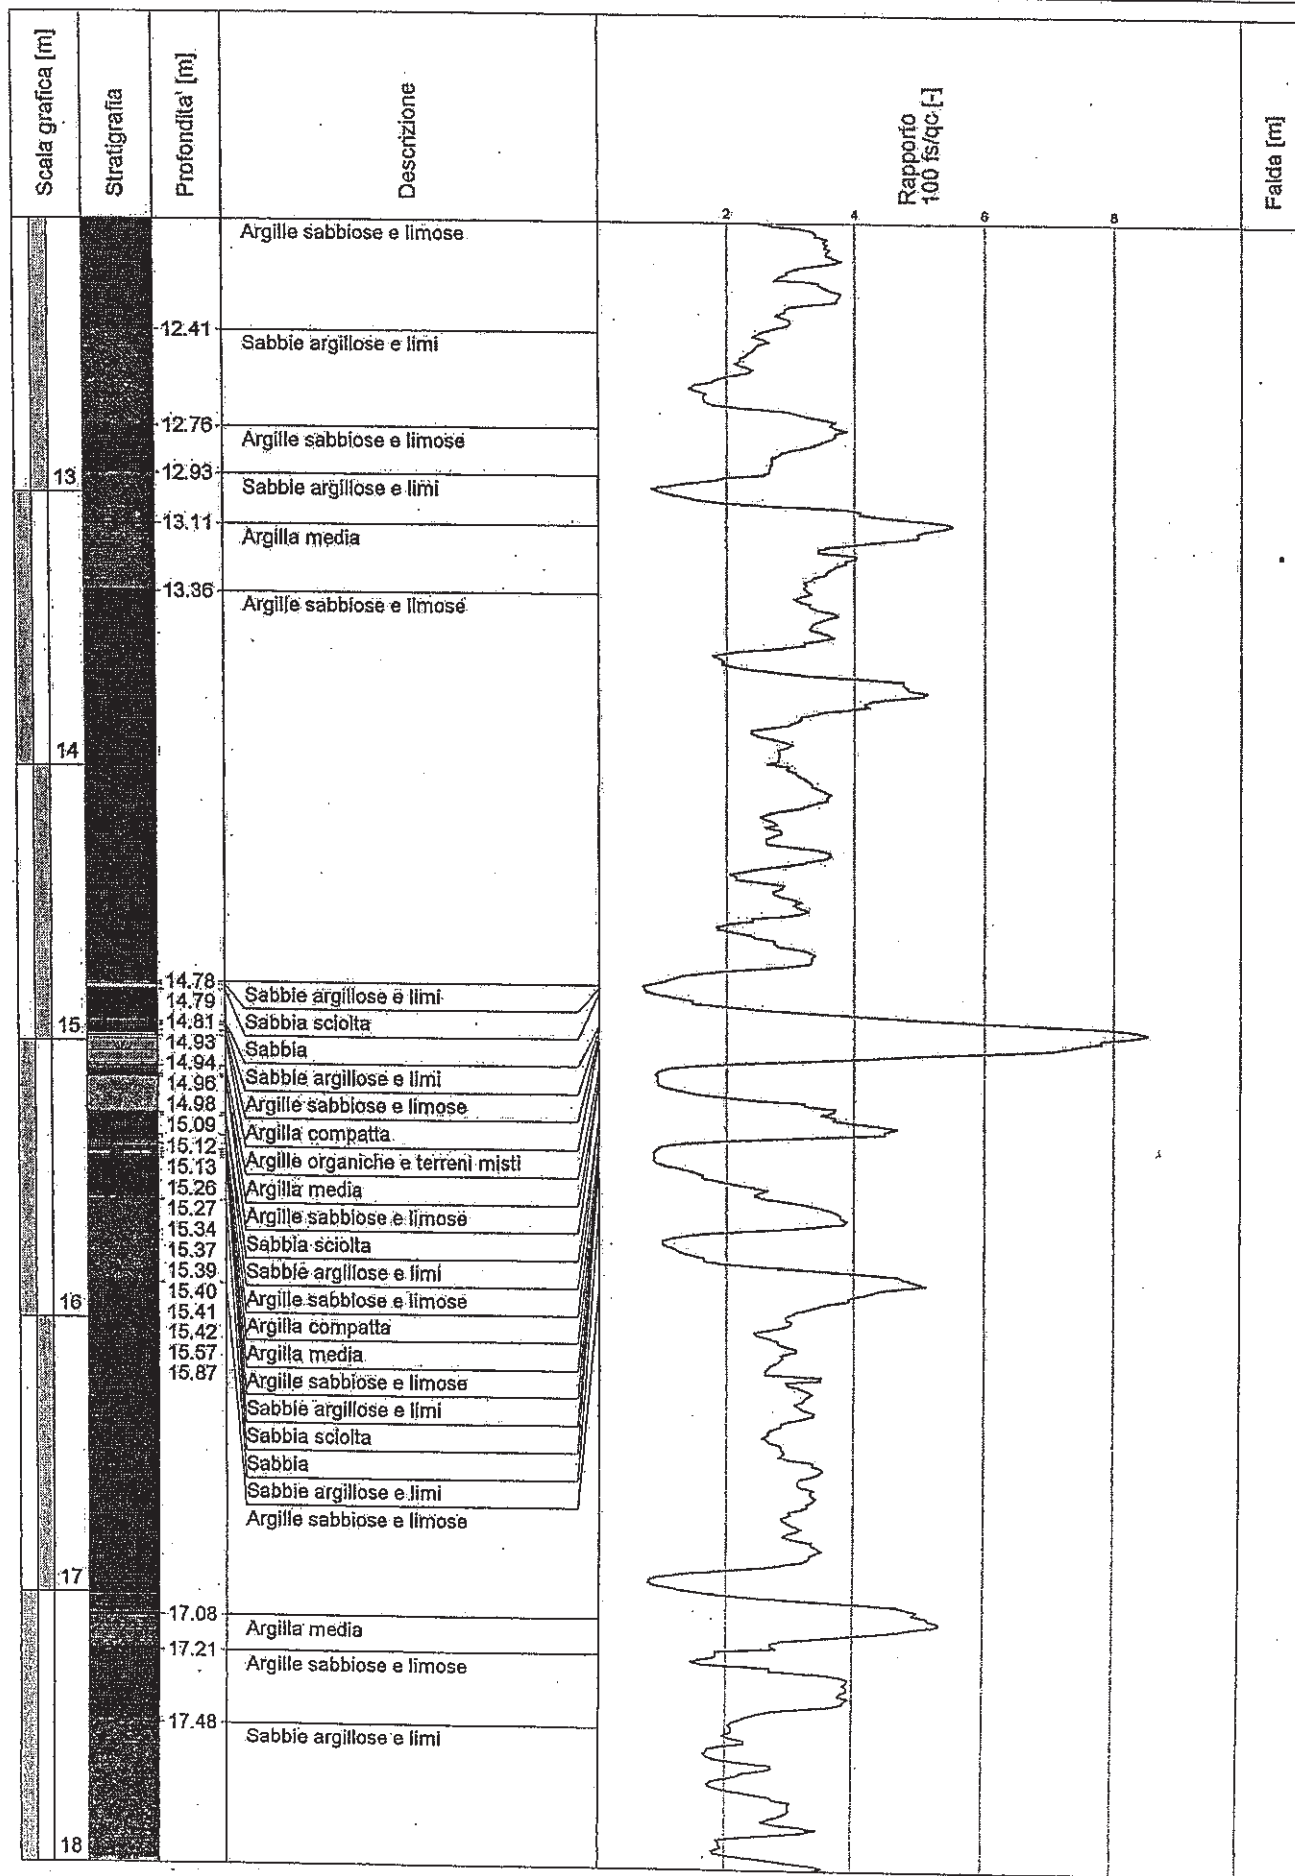 Scala grafica [m]
Stratigrafia
Profondita' [m]
Descrizione
Rapporto
100 fs/qc [-]
Falda [m]
2 4 6 8
Argille sabbiose e limose
12.41
Sabbie argillose e limi
12.76
Argille sabbiose e limose
12.93
13
Sabbie argillose e limi
13.11
Argilla media
13.36
Argille sabbiose e limose
14
14.78
Sabbie argillose e limi
14.79
Sabbia sciolta
14.81
15
14.93
Sabbia
14.94
Sabbie argillose e limi
14.96
14.98
Argille sabbiose e limose
15.09
Argilla compatta
15.12
Argille organiche e terreni misti
15.13
15.26
Argilla media
15.27
Argille sabbiose e limose
15.34
15.37
Sabbia sciolta
15.39
Sabbie argillose e limi
15.40
Argille sabbiose e limose
16
15.41
15.42
Argilla compatta
15.57
Argilla media
15.87
Argille sabbiose e limose
Sabbie argillose e limi
Sabbia sciolta
Sabbia
Sabbie argillose e limi
Argille sabbiose e limose
17
17.08
Argilla media
17.21
Argille sabbiose e limose
17.48
Sabbie argillose e limi
18